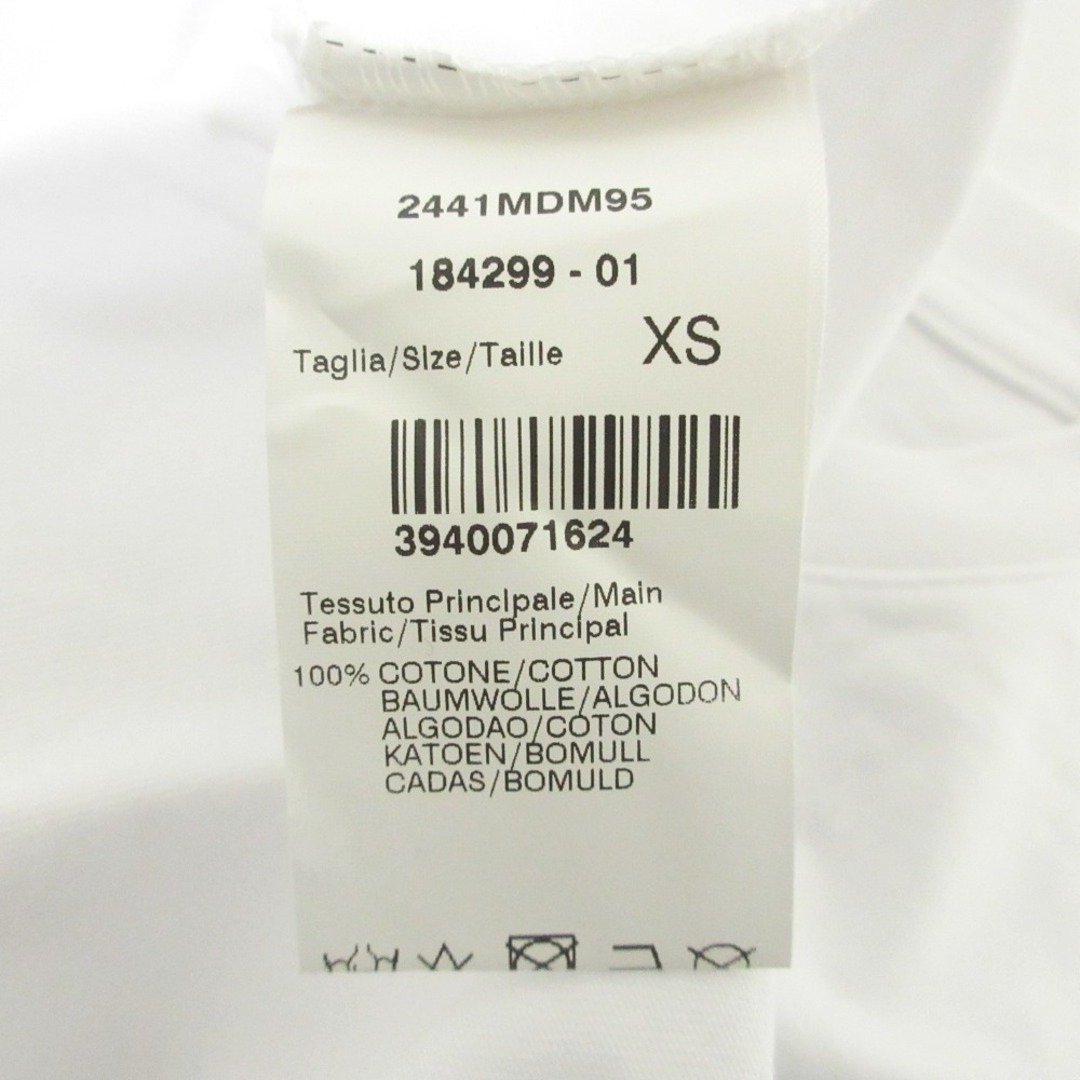 2441MDM95
184299 - 01
Taglia/Size/Taille XS
3940071624
Tessuto Principale/Main
Fabric/Tissu Principal
100% COTONE/COTTON
BAUMWOLLE/ALGODON
ALGODAO/COTON
KATOEN/BOMULL
CADAS/BOMULD